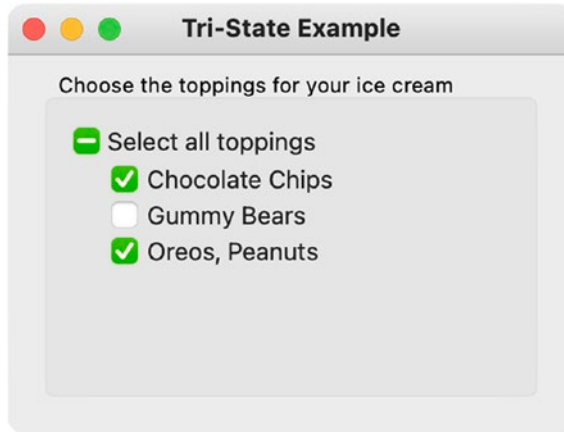 Tri-State Example
Choose the toppings for your ice cream
Select all toppings
Chocolate Chips
Gummy Bears
Oreos, Peanuts